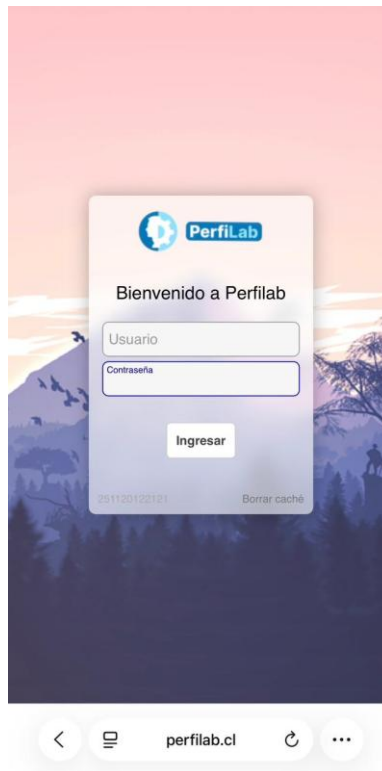 PerfiLab
Bienvenido a Perfilab
Usuario
Contraseña
Ingresar
251120122121 Borrar caché
perfilab.cl